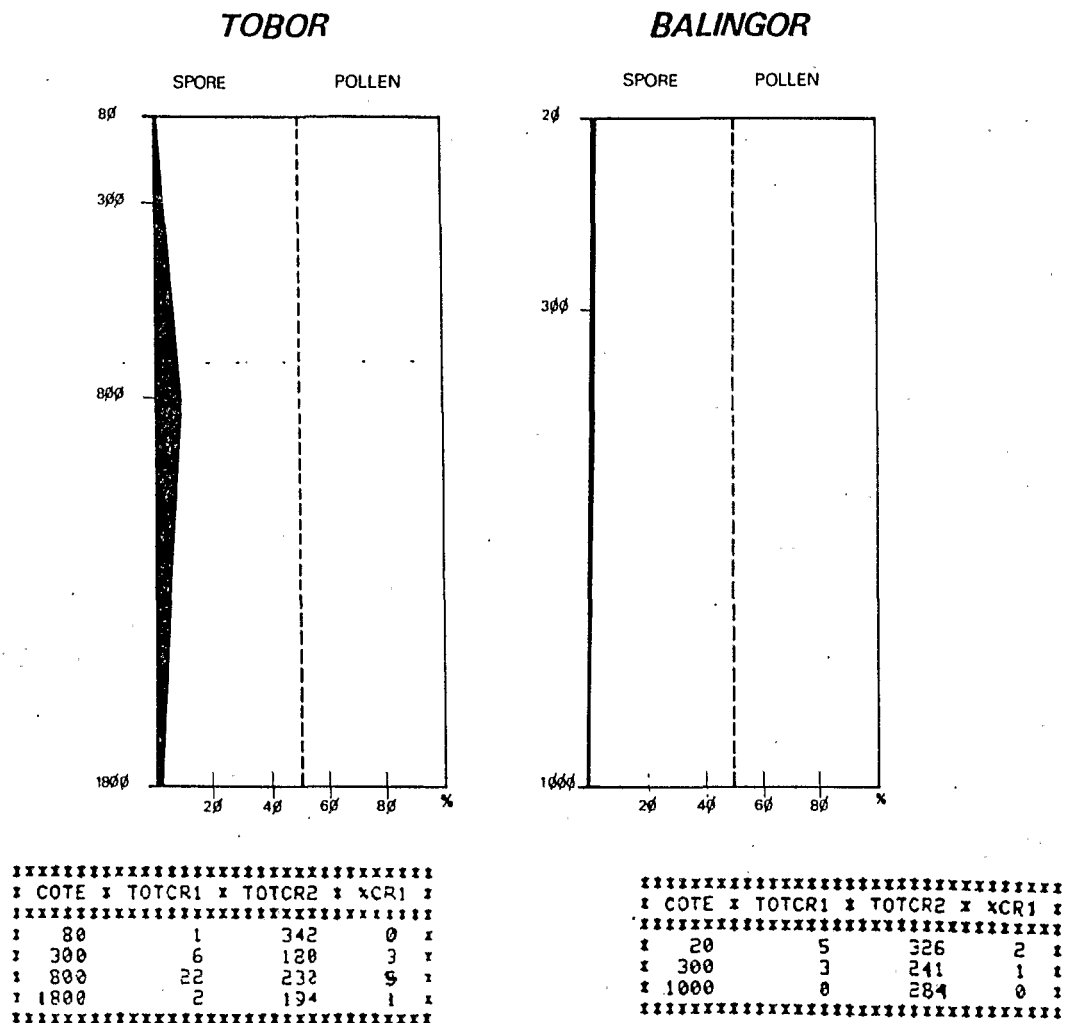 TOBOR
SPORE POLLEN
80
300
800
1800
20 40 60 80 %
BALINGOR
SPORE POLLEN
20
300
1000
20 40 60 80 %
* COTE * TOTCR1 * TOTCR2 * %CR1 *
* 80 1 342 0 *
* 300 6 180 3 *
* 800 22 232 9 *
* 1800 2 194 1 *
* COTE * TOTCR1 * TOTCR2 * %CR1 *
* 20 5 326 2 *
* 300 3 241 1 *
* 1000 0 284 0 *